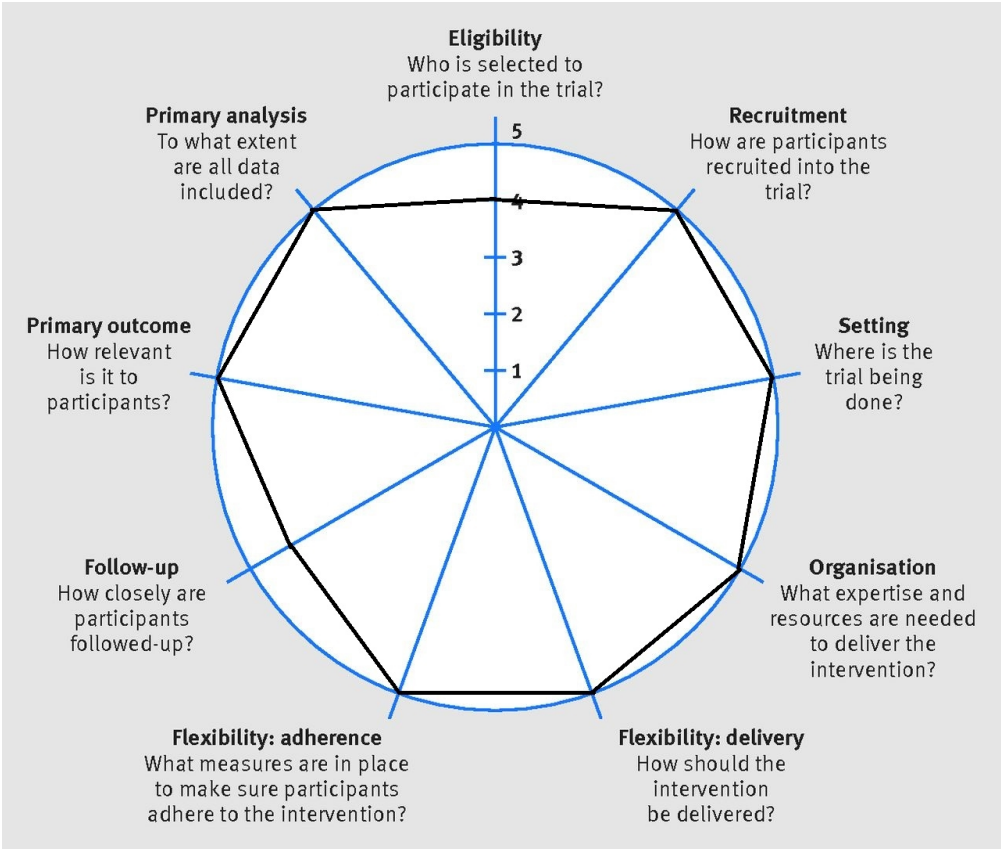 Eligibility
Who is selected to
participate in the trial?
Primary analysis
To what extent
are all data
included?
Recruitment
How are participants
recruited into the
trial?
5
4
3
2
1
Primary outcome
How relevant
is it to
participants?
Setting
Where is the
trial being
done?
Follow-up
How closely are
participants
followed-up?
Organisation
What expertise and
resources are needed
to deliver the
intervention?
Flexibility: adherence
What measures are in place
to make sure participants
adhere to the intervention?
Flexibility: delivery
How should the
intervention
be delivered?